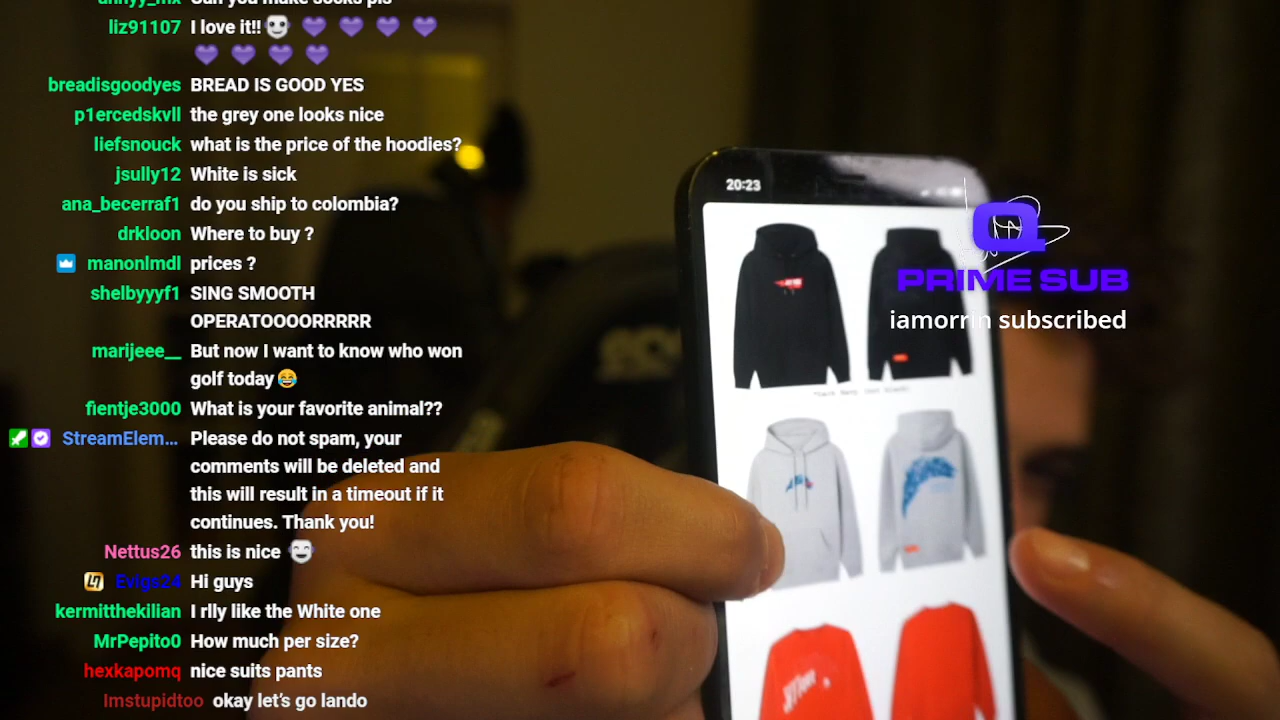 Can you make socks pls
liz91107 I love it!!
breadisgoodyes BREAD IS GOOD YES
p1ercedskvll the grey one looks nice
liefsnouck what is the price of the hoodies?
jsully12 White is sick
ana_becerraf1 do you ship to colombia?
drkloon Where to buy ?
manonlmdl prices ?
shelbyyyf1 SING SMOOTH
OPERATOOOORRRRR
marijeee__ But now I want to know who won
golf today 😂
fientje3000 What is your favorite animal??
StreamElem... Please do not spam, your
comments will be deleted and
this will result in a timeout if it
continues. Thank you!
Nettus26 this is nice
Evigs24 Hi guys
kermitthekilian I rlly like the White one
MrPepito0 How much per size?
hexkapomq nice suits pants
Imstupidtoo okay let's go lando
20:23
PRIME SUB
iamorrin subscribed